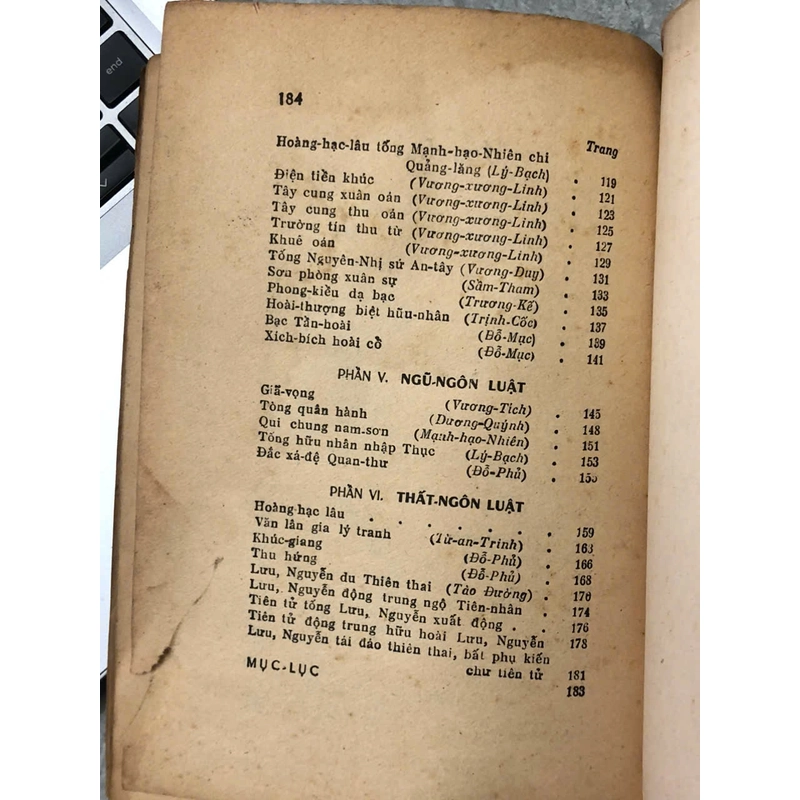 end
184
Trang
Hoàng-hạc-lâu tống Mạnh-hạo-Nhiên chi
Quảng-lăng (Lý-Bạch) • 119
Điện tiền khúc (Vương-xương-Linh) • 121
Tây cung xuân oán (Vương-xương-Linh) • 123
Tây cung thu oán (Vương-xương-Linh) • 125
Trường tín thu từ (Vương-xương-Linh) • 127
Khuê oán (Vương-xương-Linh) • 129
Tống Nguyên-Nhị sứ An-tây (Vương-Duy) • 131
Sơn phòng xuân sự (Sầm-Tham) • 133
Phong-kiều dạ bạc (Trương-Kế) • 135
Hoài-thượng biệt hữu-nhân (Trịnh-Cốc) • 137
Bạc Tần-hoài (Đỗ-Mục) • 139
Xích-bích hoài cổ (Đỗ-Mục) • 141
PHẦN V. NGŨ-NGÔN LUẬT
Giã-vọng (Vương-Tích) • 145
Tòng quân hành (Dương-Quýnh) • 148
Qui chung nam-sơn (Mạnh-hạo-Nhiên) • 151
Tống hữu nhân nhập Thục (Lý-Bạch) • 153
Đắc xá-đệ Quan-thư (Đỗ-Phủ) • 155
PHẦN VI. THẤT-NGÔN LUẬT
Hoàng-hạc lâu . . . . . . . 159
Văn lân gia lý tranh (Từ-an-Trinh) • 163
Khúc-giang (Đỗ-Phủ) • 166
Thu hứng (Đỗ-Phủ) • 168
Lưu, Nguyễn du Thiên thai (Tào Đường) • 170
Lưu, Nguyễn động trung ngộ Tiên-nhân • 174
Tiên tử tống Lưu, Nguyễn xuất động . . 176
Tiên tử động trung hữu hoài Lưu, Nguyễn 178
Lưu, Nguyễn tái đáo thiên thai, bất phụ kiến
chư tiên tử 181
MỤC-LỤC 183